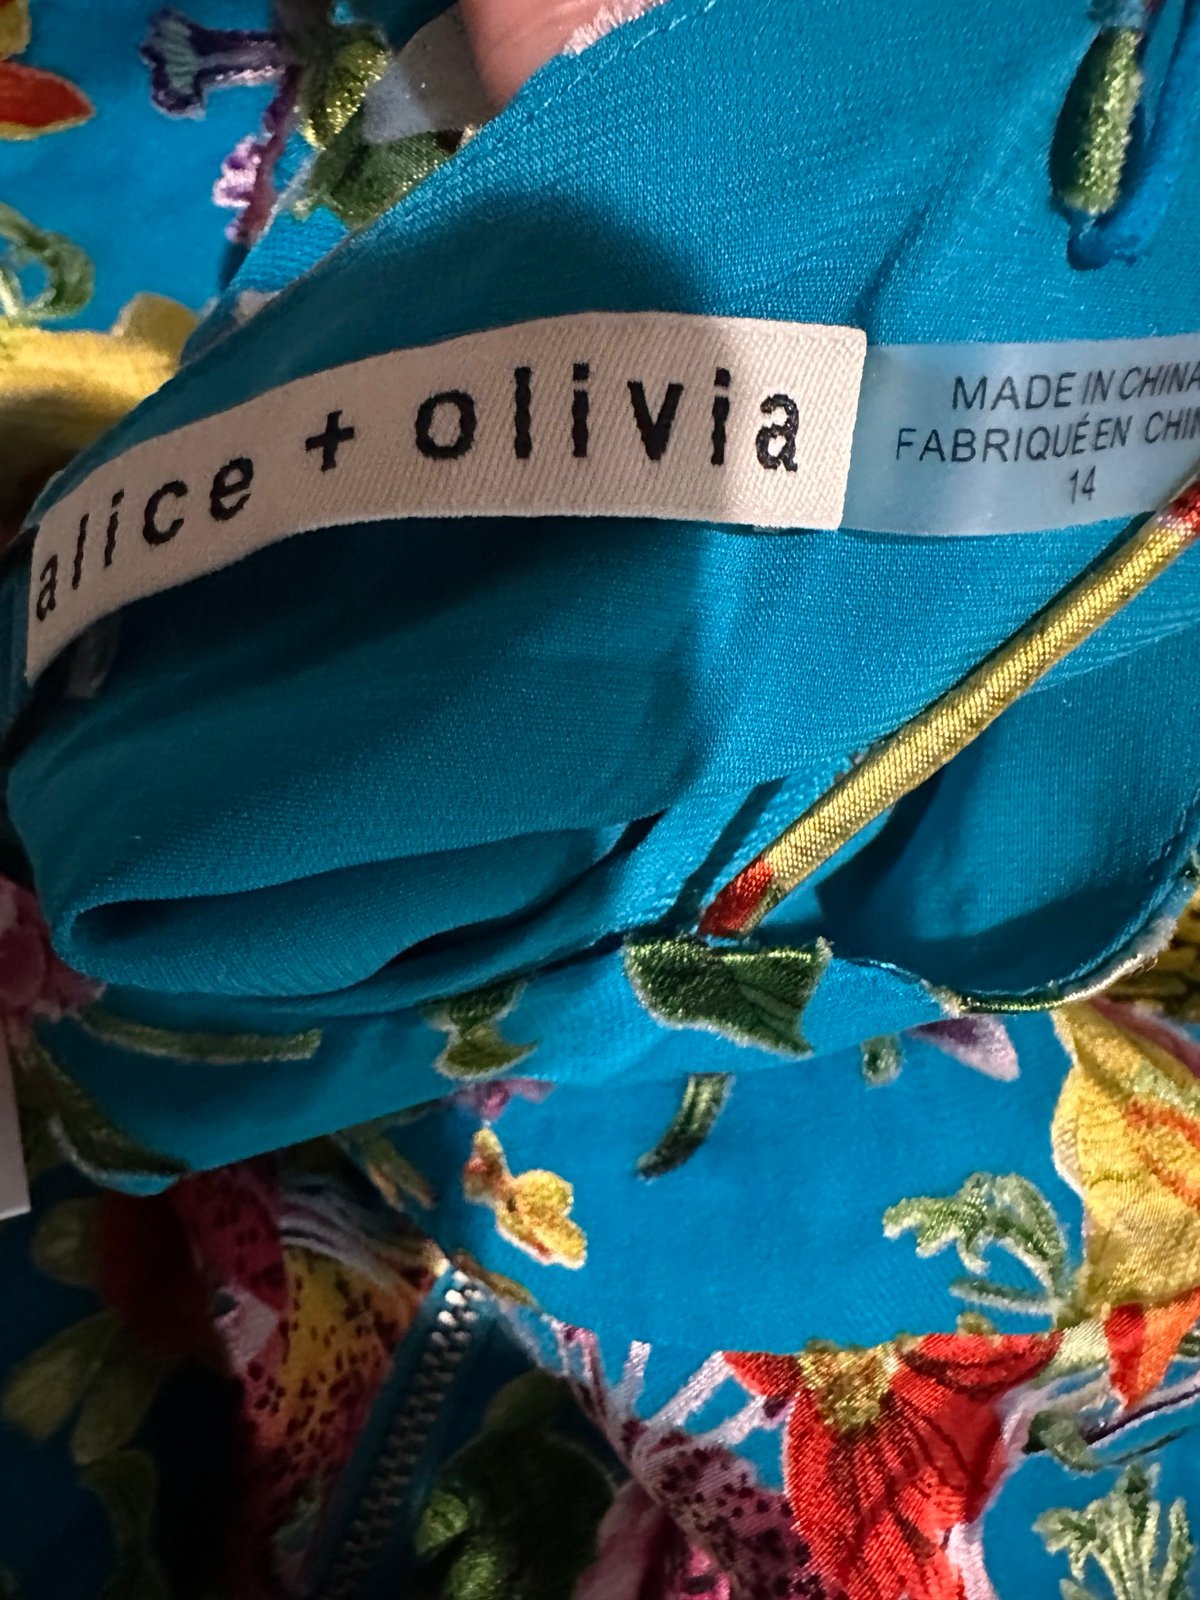 alice + olivia
MADE IN CHINA
FABRIQUÉ EN CHIN
14